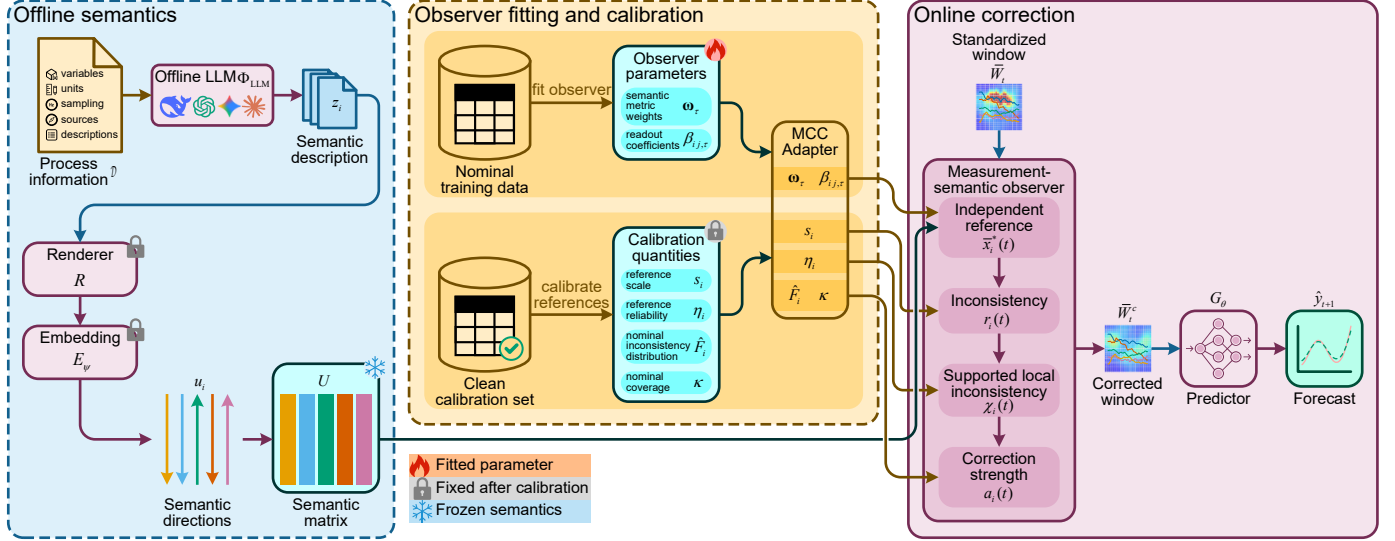 Offline semantics
variables
units
sampling
sources
descriptions
Process
information 𝒟
Offline LLM Φ_LLM
z_i
Semantic
description
Renderer
R
Embedding
E_ψ
u_i
Semantic
directions
U
Semantic
matrix
Observer fitting and calibration
Nominal
training data
fit observer
Observer
parameters
semantic
metric
weights
ω_τ
readout
coefficients
β_{ij,τ}
Clean
calibration set
calibrate
references
Calibration
quantities
reference
scale
s_i
reference
reliability
η_i
nominal
inconsistency
distribution
F̂_i
nominal
coverage
κ
MCC
Adapter
ω_τ β_{ij,τ}
s_i
η_i
F̂_i κ
Fitted parameter
Fixed after calibration
Frozen semantics
Online correction
Standardized
window
W̅_t
Measurement-
semantic observer
Independent
reference
x̅_i^*(t)
Inconsistency
r_i(t)
Supported local
inconsistency
χ_i(t)
Correction
strength
a_i(t)
W̅_t^c
Corrected
window
G_θ
Predictor
ŷ_{t+1}
Forecast